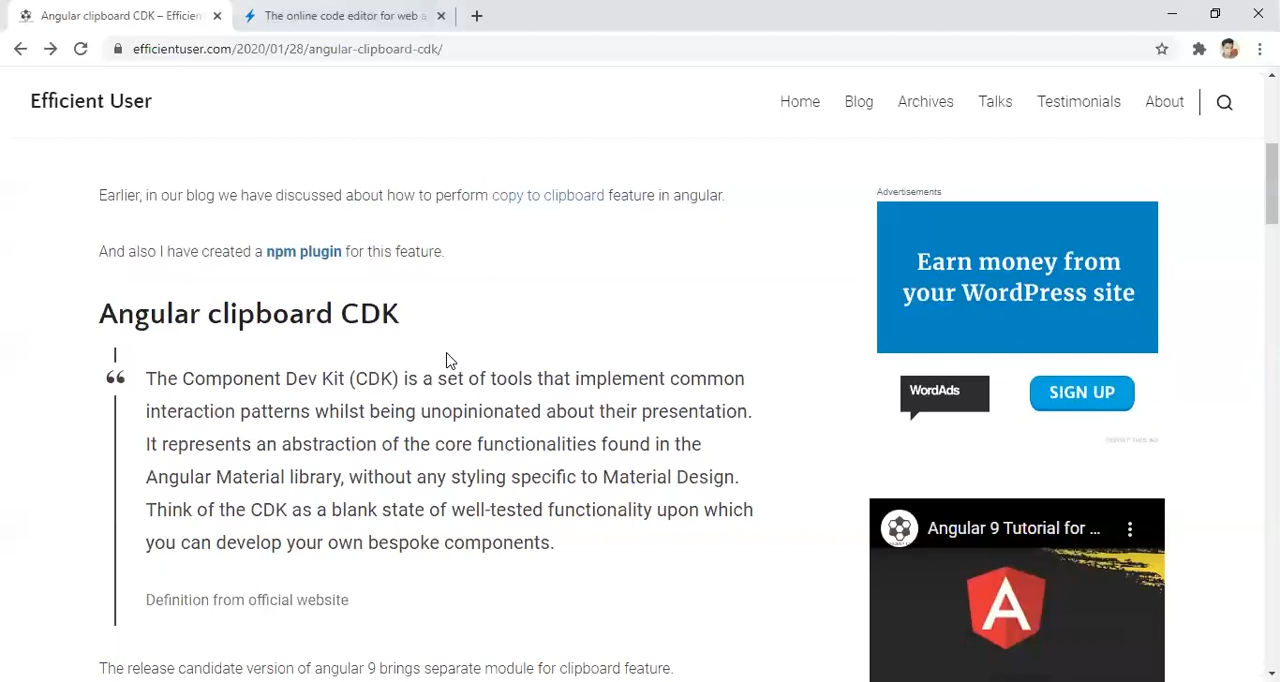 Angular clipboard CDK – Efficien
The online code editor for web a
efficientuser.com/2020/01/28/angular-clipboard-cdk/
Efficient User
Home Blog Archives Talks Testimonials About
Earlier, in our blog we have discussed about how to perform copy to clipboard feature in angular.
And also I have created a npm plugin for this feature.
Angular clipboard CDK
“
The Component Dev Kit (CDK) is a set of tools that implement common
interaction patterns whilst being unopinionated about their presentation.
It represents an abstraction of the core functionalities found in the
Angular Material library, without any styling specific to Material Design.
Think of the CDK as a blank state of well-tested functionality upon which
you can develop your own bespoke components.
Definition from official website
The release candidate version of angular 9 brings separate module for clipboard feature.
Advertisements
Earn money from
your WordPress site
WordAds
SIGN UP
REPORT THIS AD
Angular 9 Tutorial for ...
A